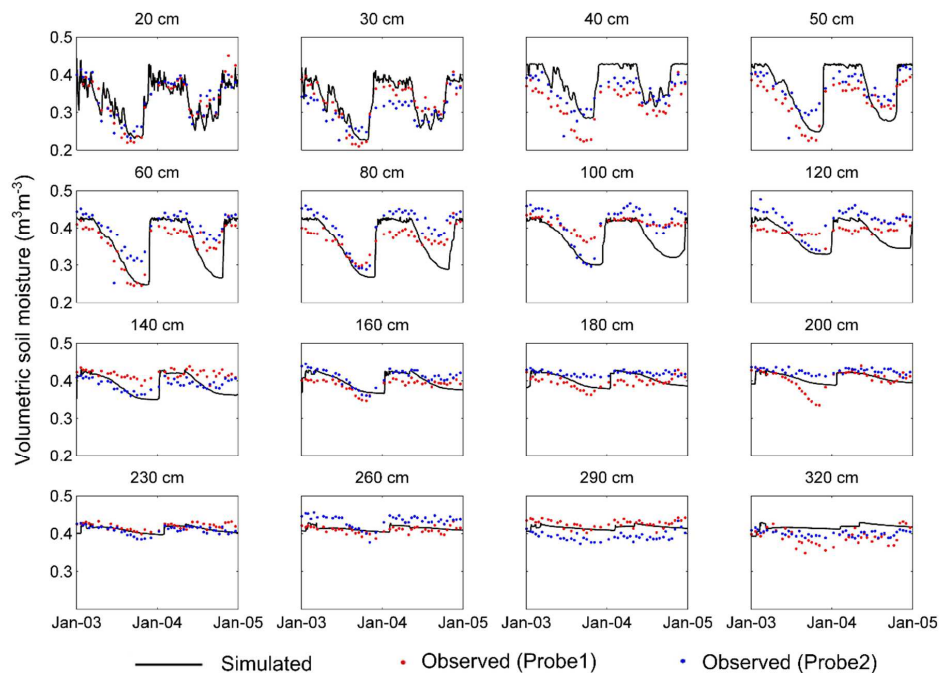 20 cm 30 cm 40 cm 50 cm
0.5
0.4
0.3
0.2
60 cm 80 cm 100 cm 120 cm
0.5
0.4
0.3
0.2
140 cm 160 cm 180 cm 200 cm
0.5
0.4
0.3
0.2
230 cm 260 cm 290 cm 320 cm
0.5
0.4
0.3
Jan-03 Jan-04 Jan-05 Jan-03 Jan-04 Jan-05 Jan-03 Jan-04 Jan-05 Jan-03 Jan-04 Jan-05
Volumetric soil moisture (m³m⁻³)
Simulated Observed (Probe1) Observed (Probe2)